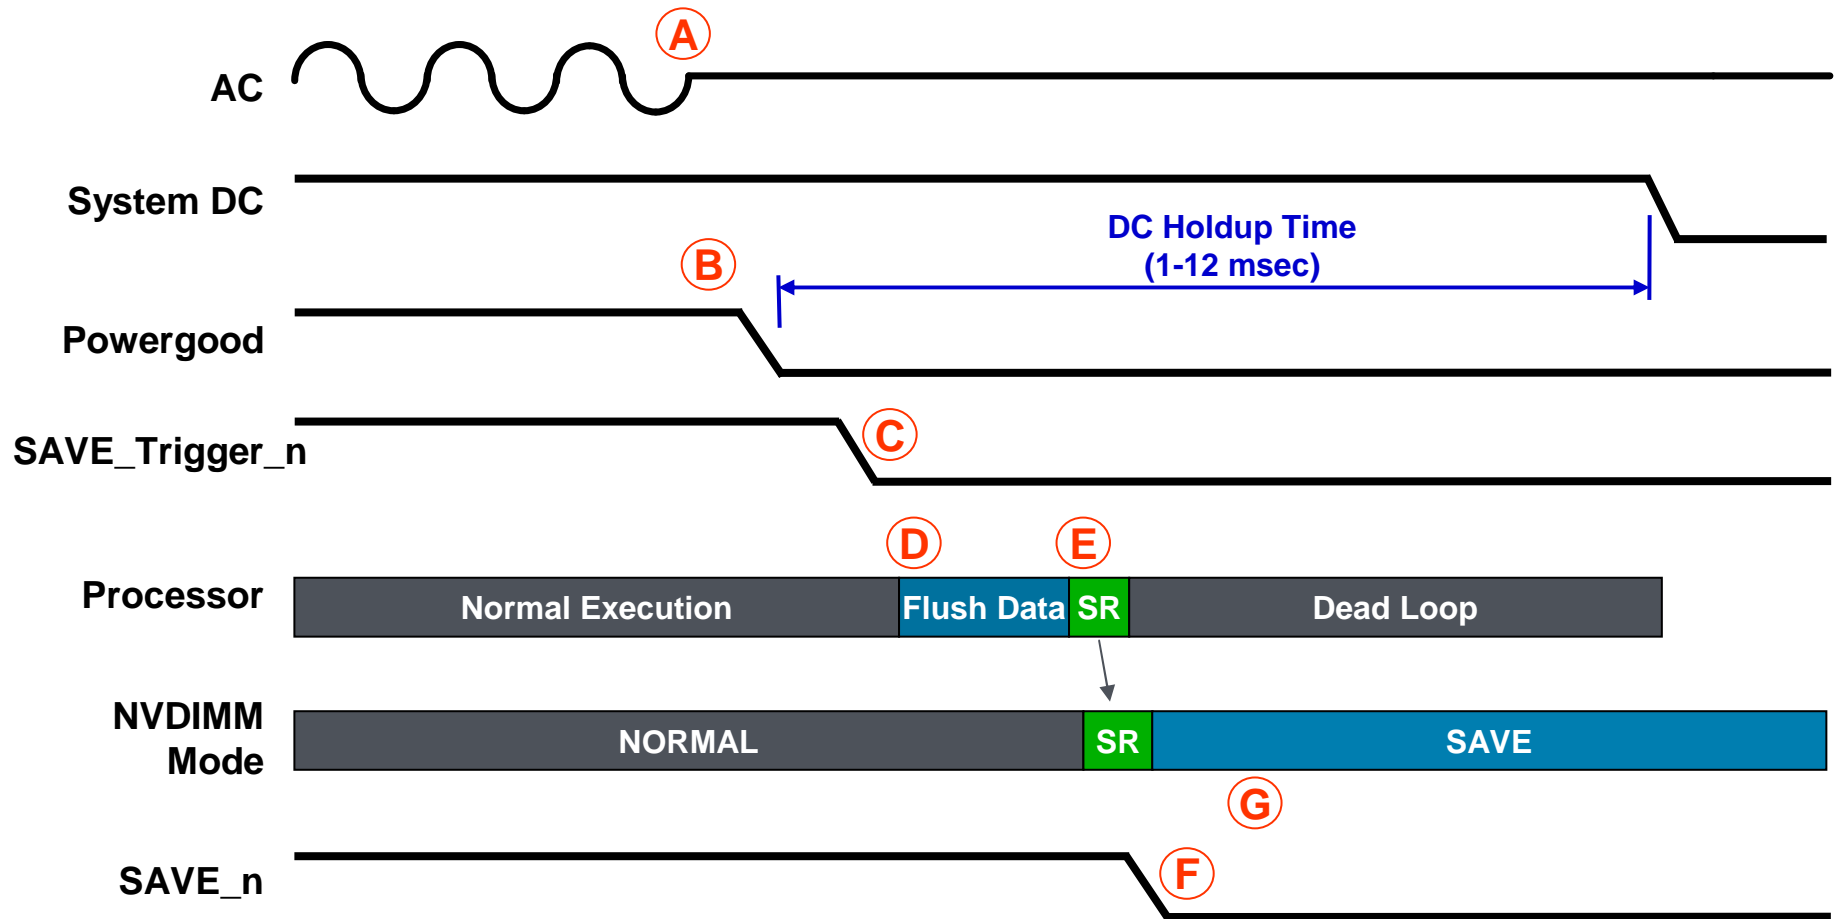 A
AC
System DC
DC Holdup Time
(1-12 msec)
B
Powergood
C
SAVE_Trigger_n
D
E
Processor
Normal Execution
Flush Data
SR
Dead Loop
NVDIMM
Mode
NORMAL
SR
SAVE
G
SAVE_n
F